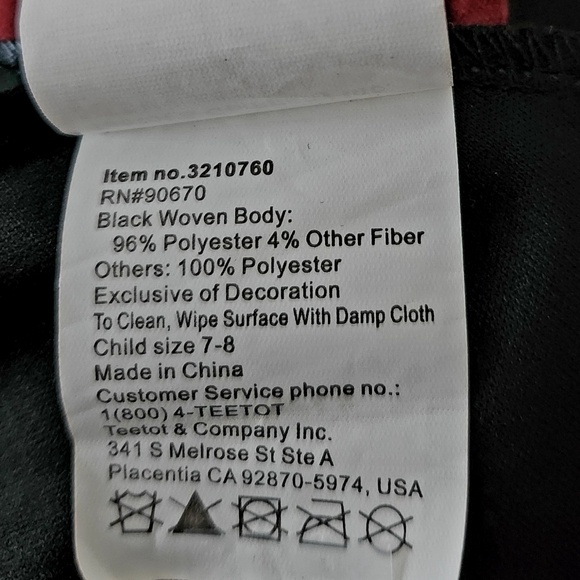 Item no.3210760
RN#90670
Black Woven Body:
96% Polyester 4% Other Fiber
Others: 100% Polyester
Exclusive of Decoration
To Clean, Wipe Surface With Damp Cloth
Child size 7-8
Made in China
Customer Service phone no.:
1(800) 4-TEETOT
Teetot & Company Inc.
341 S Melrose St Ste A
Placentia CA 92870-5974, USA